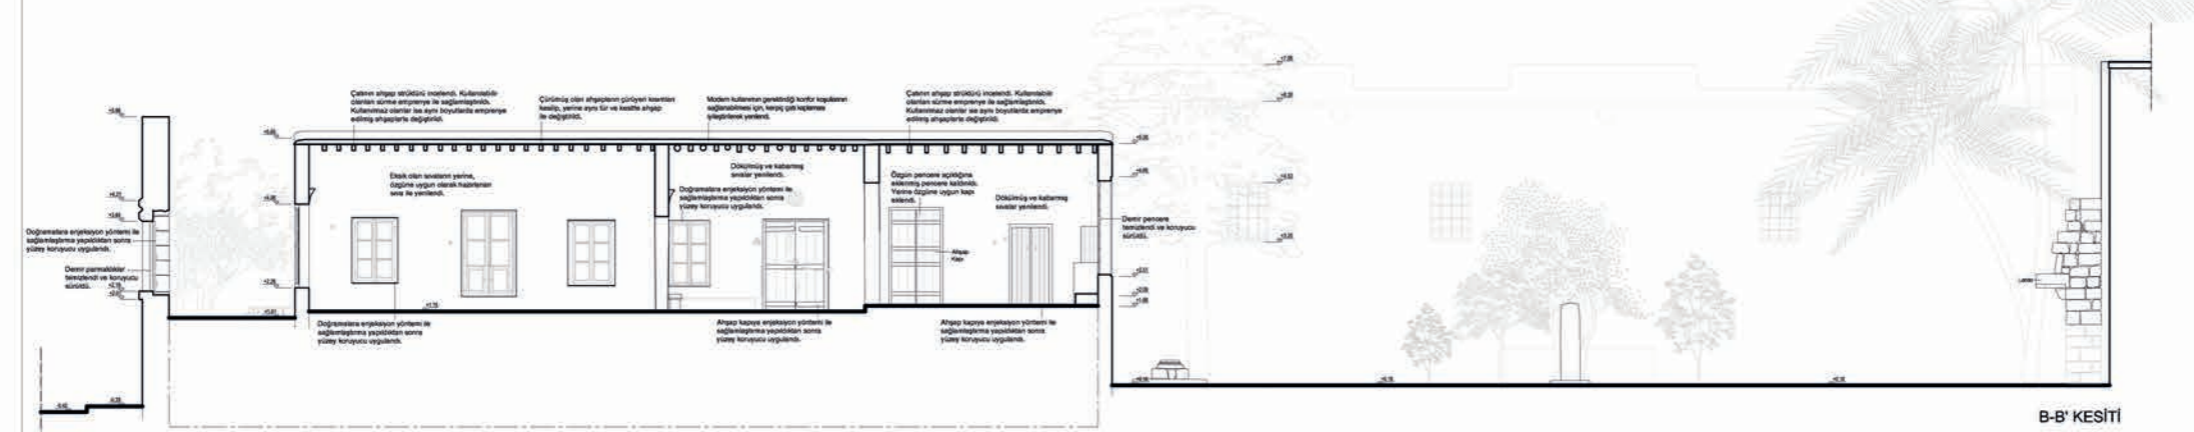 Çatının ahşap strüktürü incelendi. Kullanılabilir
olanları sürme emprenye ile sağlamlaştırıldı.
Kullanılmaz olanlar ise aynı boyutlarda emprenye
edilmiş ahşaplarla değiştirildi.
Çürümüş olan ahşapların çürüyen kısımları
kesilip, yerine aynı tür ve kesitte ahşap
ile değiştirildi.
Modern kullanımın gerektirdiği konfor koşullarının
sağlanabilmesi için, kerpiç çatı kaplaması
iyileştirilerek yenilendi.
Çatının ahşap strüktürü incelendi. Kullanılabilir
olanları sürme emprenye ile sağlamlaştırıldı.
Kullanılmaz olanlar ise aynı boyutlarda emprenye
edilmiş ahşaplarla değiştirildi.
Eksik olan sıvaların yerine,
özgüne uygun olarak hazırlanan
sıva ile yenilendi.
Dökülmüş ve kabarmış
sıvalar yenilendi.
Doğramalara enjeksiyon yöntemi ile
sağlamlaştırma yapıldıktan sonra
yüzey koruyucu uygulandı.
Özgün pencere açıklığına
eklenmiş pencere kaldırıldı.
Yerine özgüne uygun kapı
eklendi.
Dökülmüş ve kabarmış
sıvalar yenilendi.
Demir pencere
temizlendi ve koruyucu
sürüldü.
Ahşap
Kapı
Doğramalara enjeksiyon yöntemi ile
sağlamlaştırma yapıldıktan sonra
yüzey koruyucu uygulandı.
Demir parmaklıklar
temizlendi ve koruyucu
sürüldü.
Doğramalara enjeksiyon yöntemi ile
sağlamlaştırma yapıldıktan sonra
yüzey koruyucu uygulandı.
Ahşap kapıya enjeksiyon yöntemi ile
sağlamlaştırma yapıldıktan sonra
yüzey koruyucu uygulandı.
Ahşap kapıya enjeksiyon yöntemi ile
sağlamlaştırma yapıldıktan sonra
yüzey koruyucu uygulandı.
B-B' KESİTİ